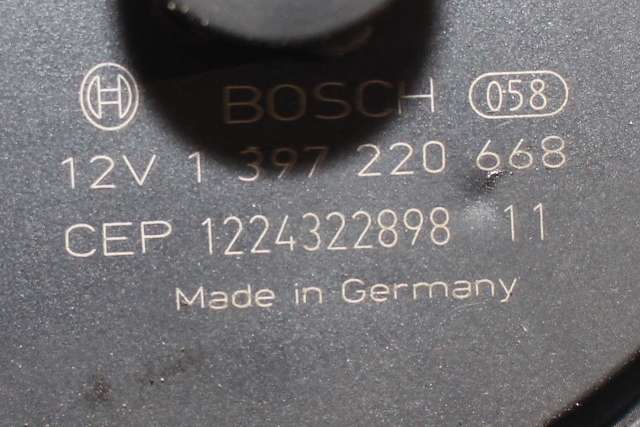 BOSCH 058
12V 1 397 220 668
CEP 1224322898 11
Made in Germany